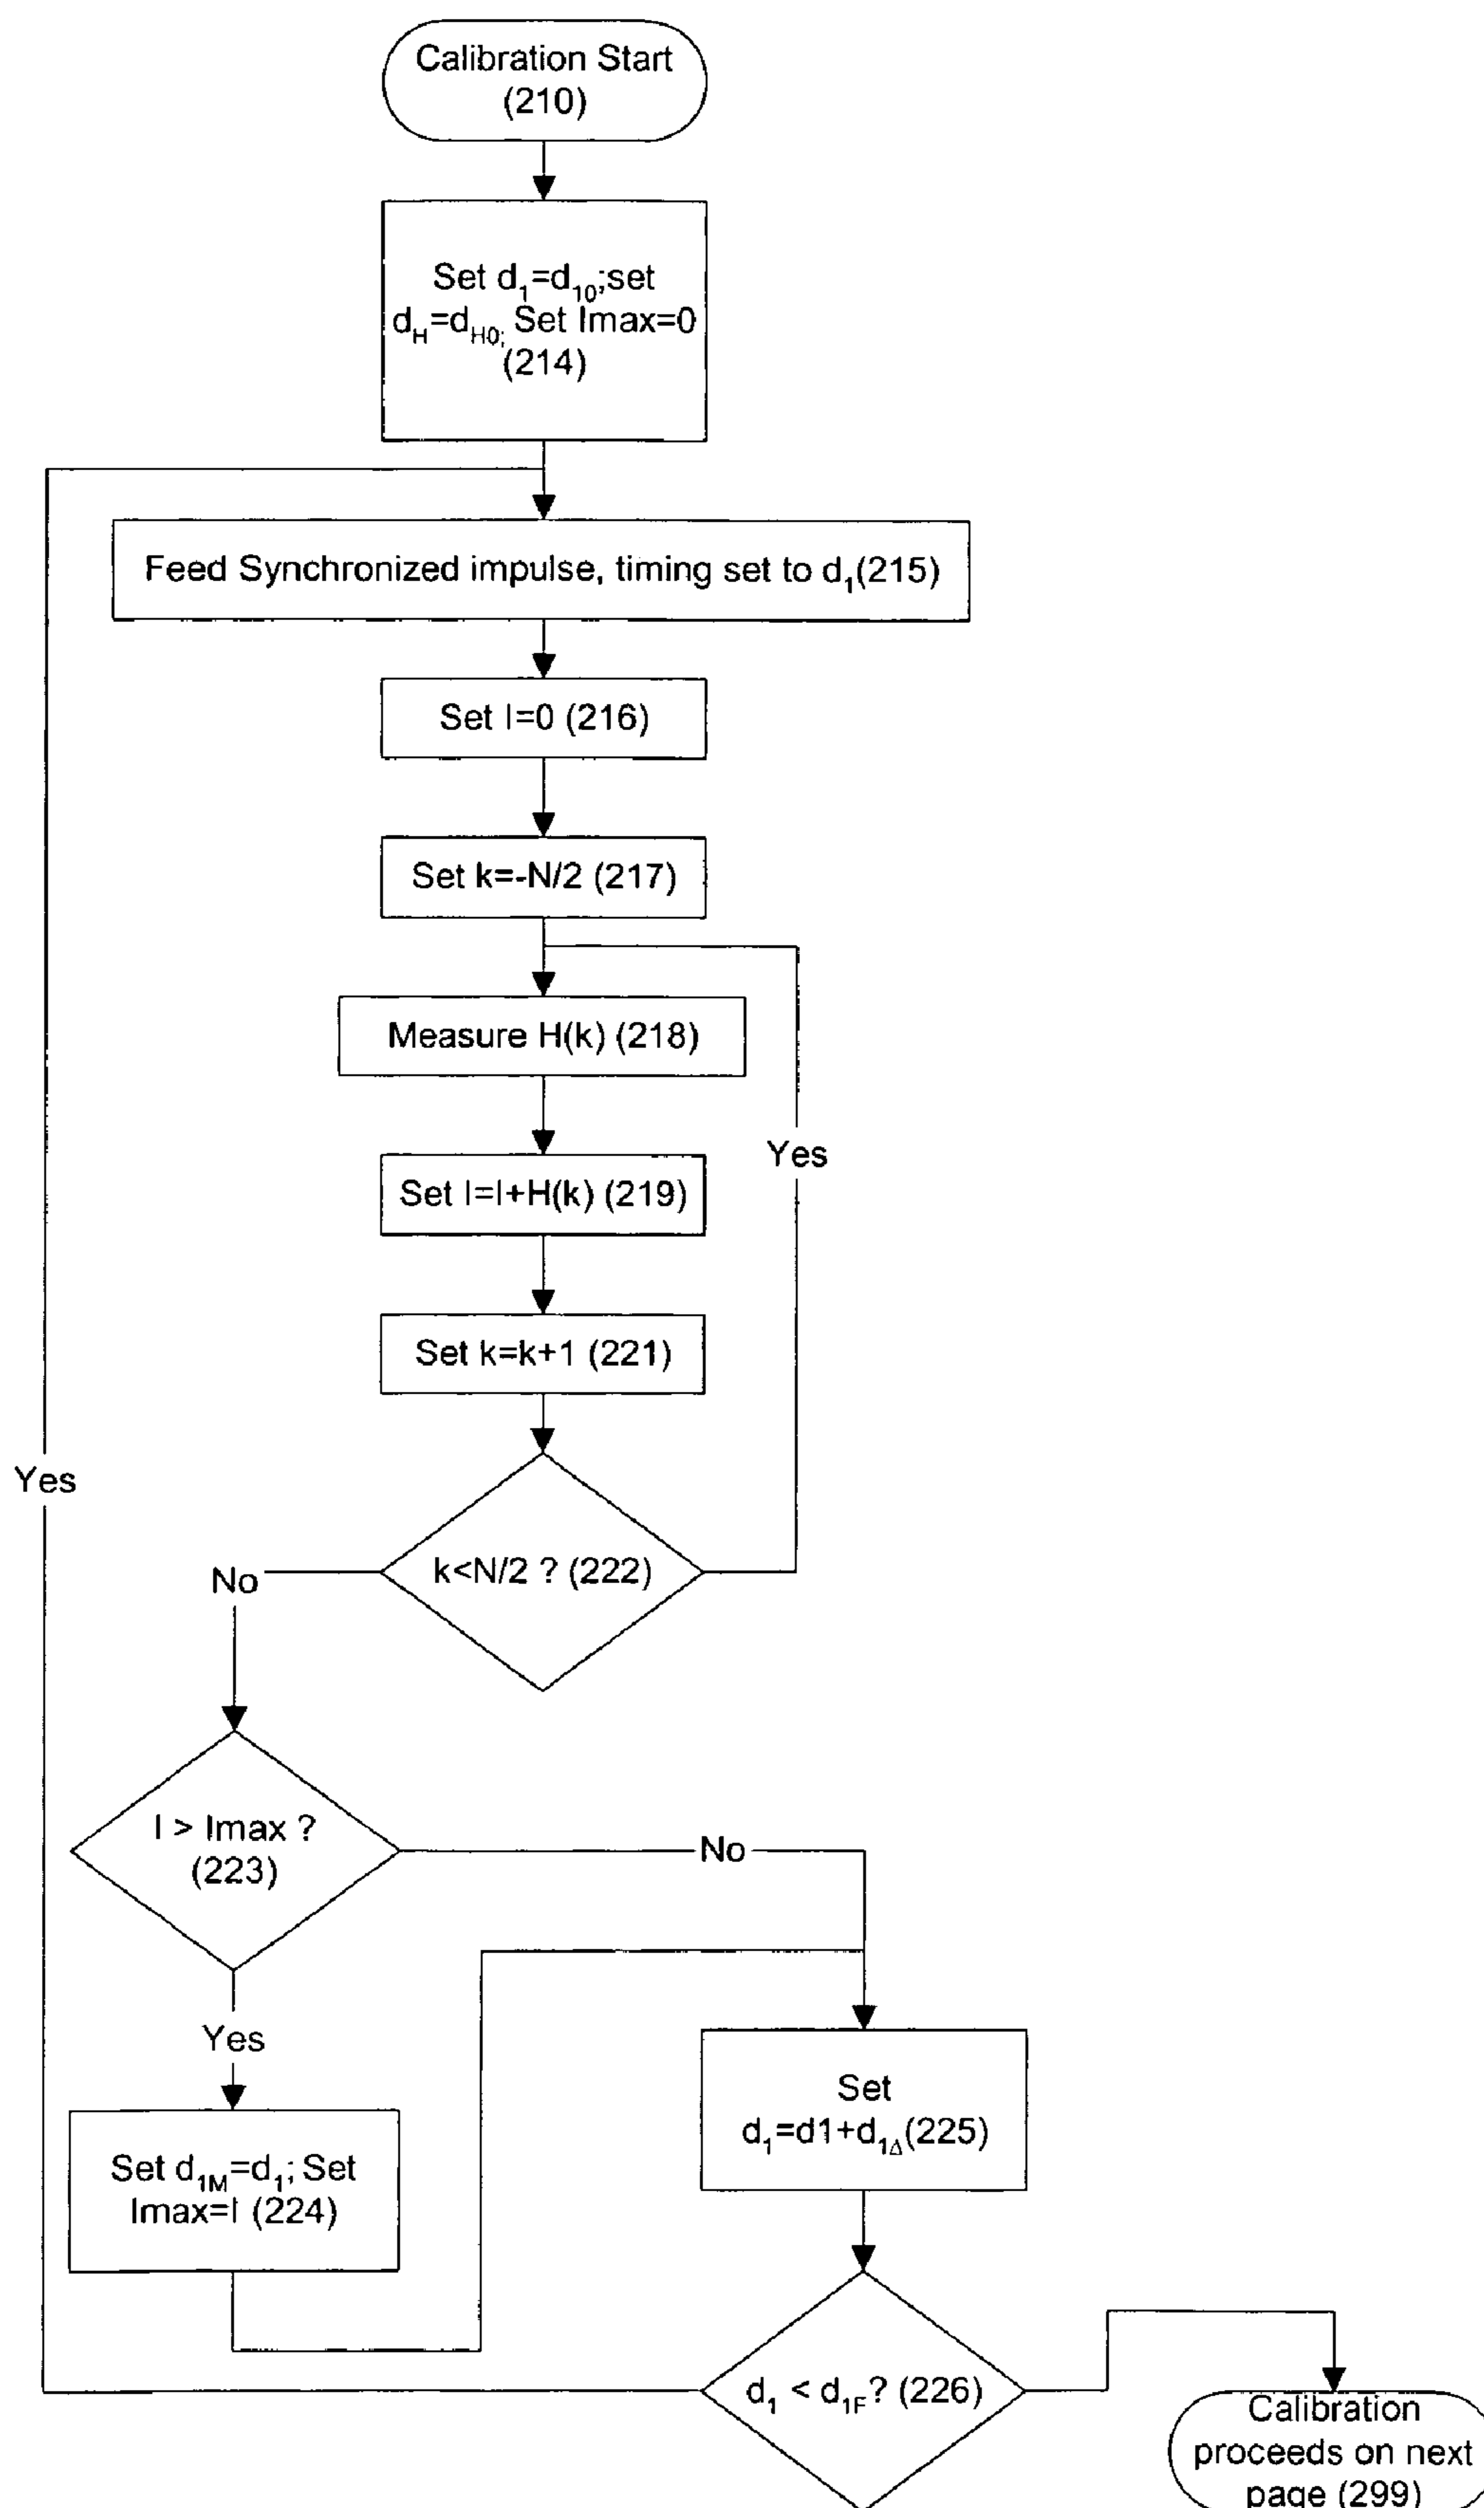 Calibration Start
(210)
Set d₁=d₁₀;set
d_H=d_H0; Set Imax=0
(214)
Feed Synchronized impulse, timing set to d₁(215)
Set I=0 (216)
Set k=-N/2 (217)
Measure H(k) (218)
Yes
Set I=I+H(k) (219)
Set k=k+1 (221)
Yes
k<N/2 ? (222)
No
I > Imax ?
(223)
No
Yes
Set
d₁=d1+d₁Δ(225)
Set d₁M=d₁; Set
Imax=I (224)
d₁ < d₁F? (226)
Calibration
proceeds on next
page (299)